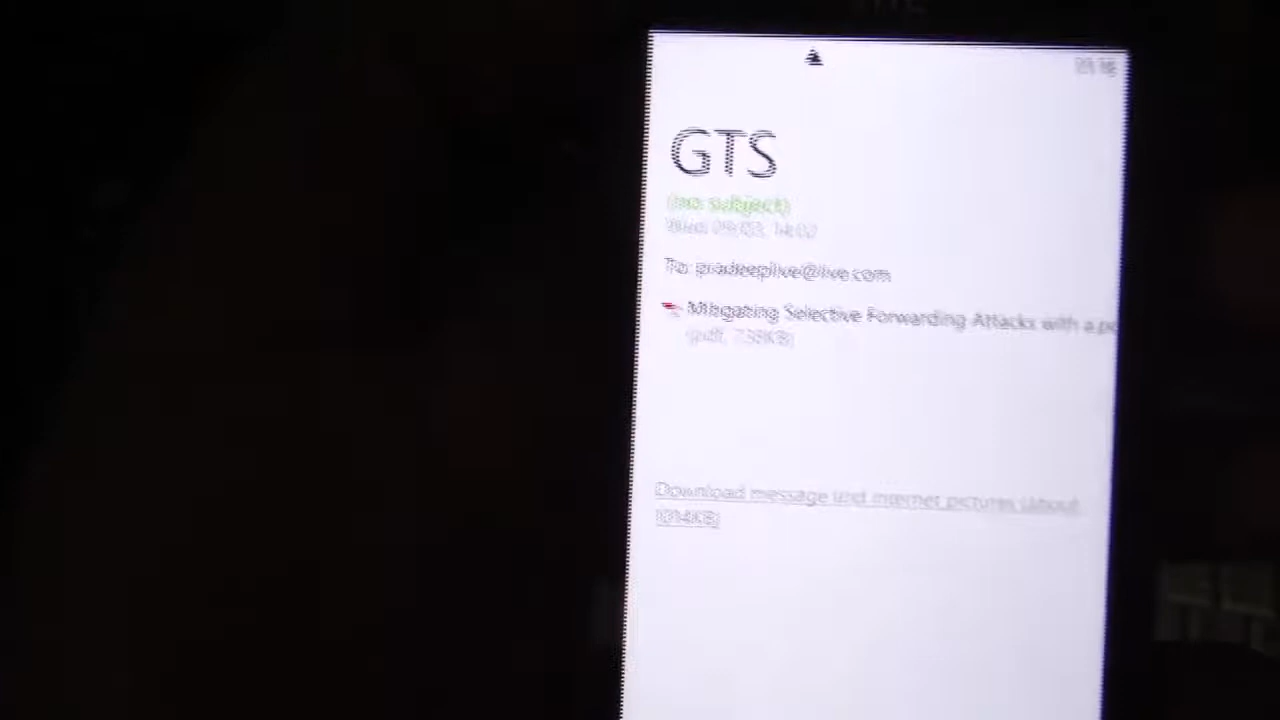 GTS
(no subject)
To: pradeeplive@live.com
Mitigating Selective Forwarding Attacks with a
(pdf, 738KB)
Download message and internet pictures (about